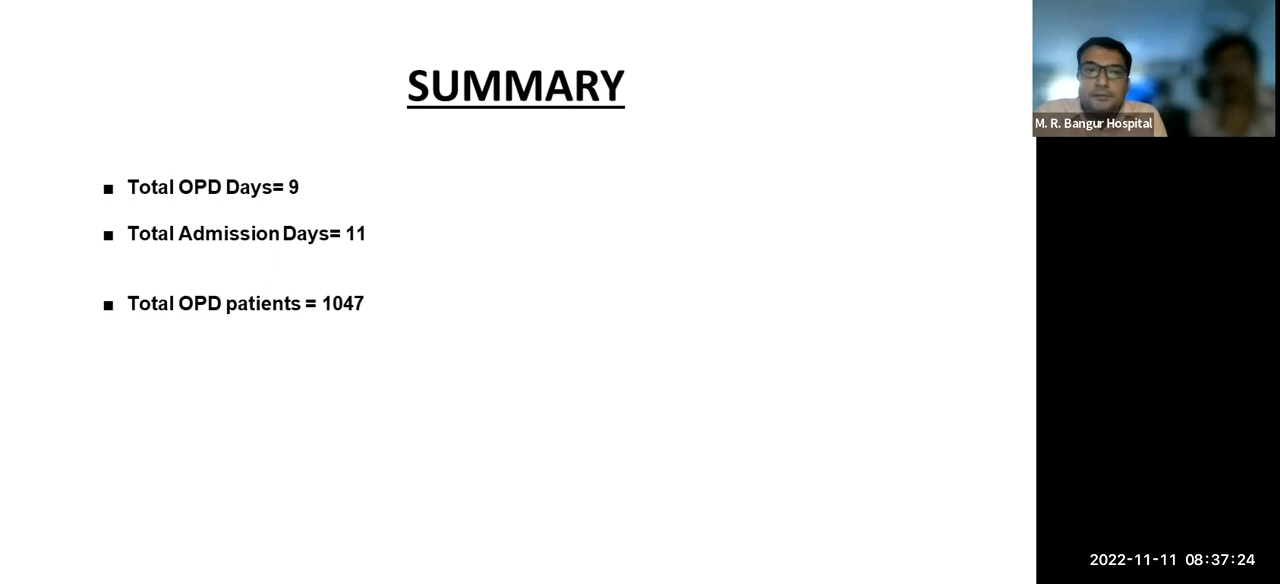 SUMMARY
▪ Total OPD Days= 9
▪ Total Admission Days= 11
▪ Total OPD patients = 1047
M. R. Bangur Hospital
2022-11-11 08:37:24